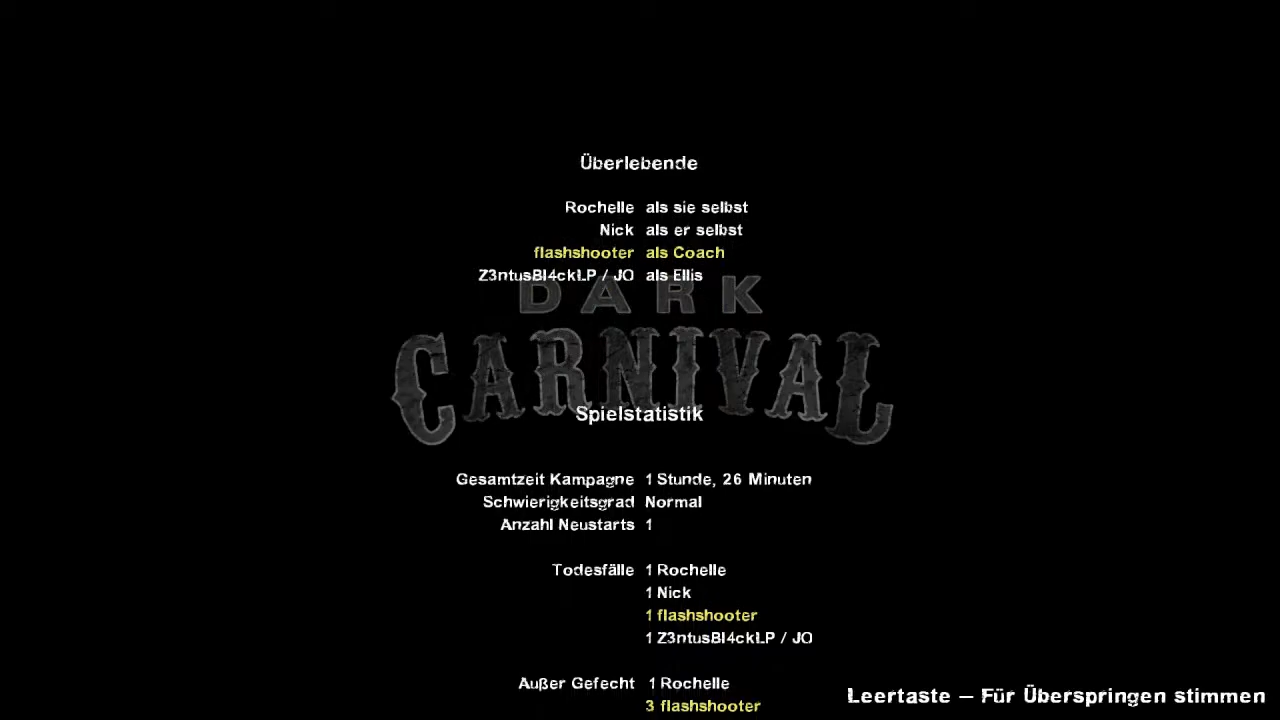 Überlebende
Rochelle als sie selbst
Nick als er selbst
flashshooter als Coach
Z3ntusBl4ckLP / JO als Ellis
DARK
CARNIVAL
Spielstatistik
Gesamtzeit Kampagne 1 Stunde, 26 Minuten
Schwierigkeitsgrad Normal
Anzahl Neustarts 1
Todesfälle 1 Rochelle
1 Nick
1 flashshooter
1 Z3ntusBl4ckLP / JO
Außer Gefecht 1 Rochelle
3 flashshooter
Leertaste – Für Überspringen stimmen